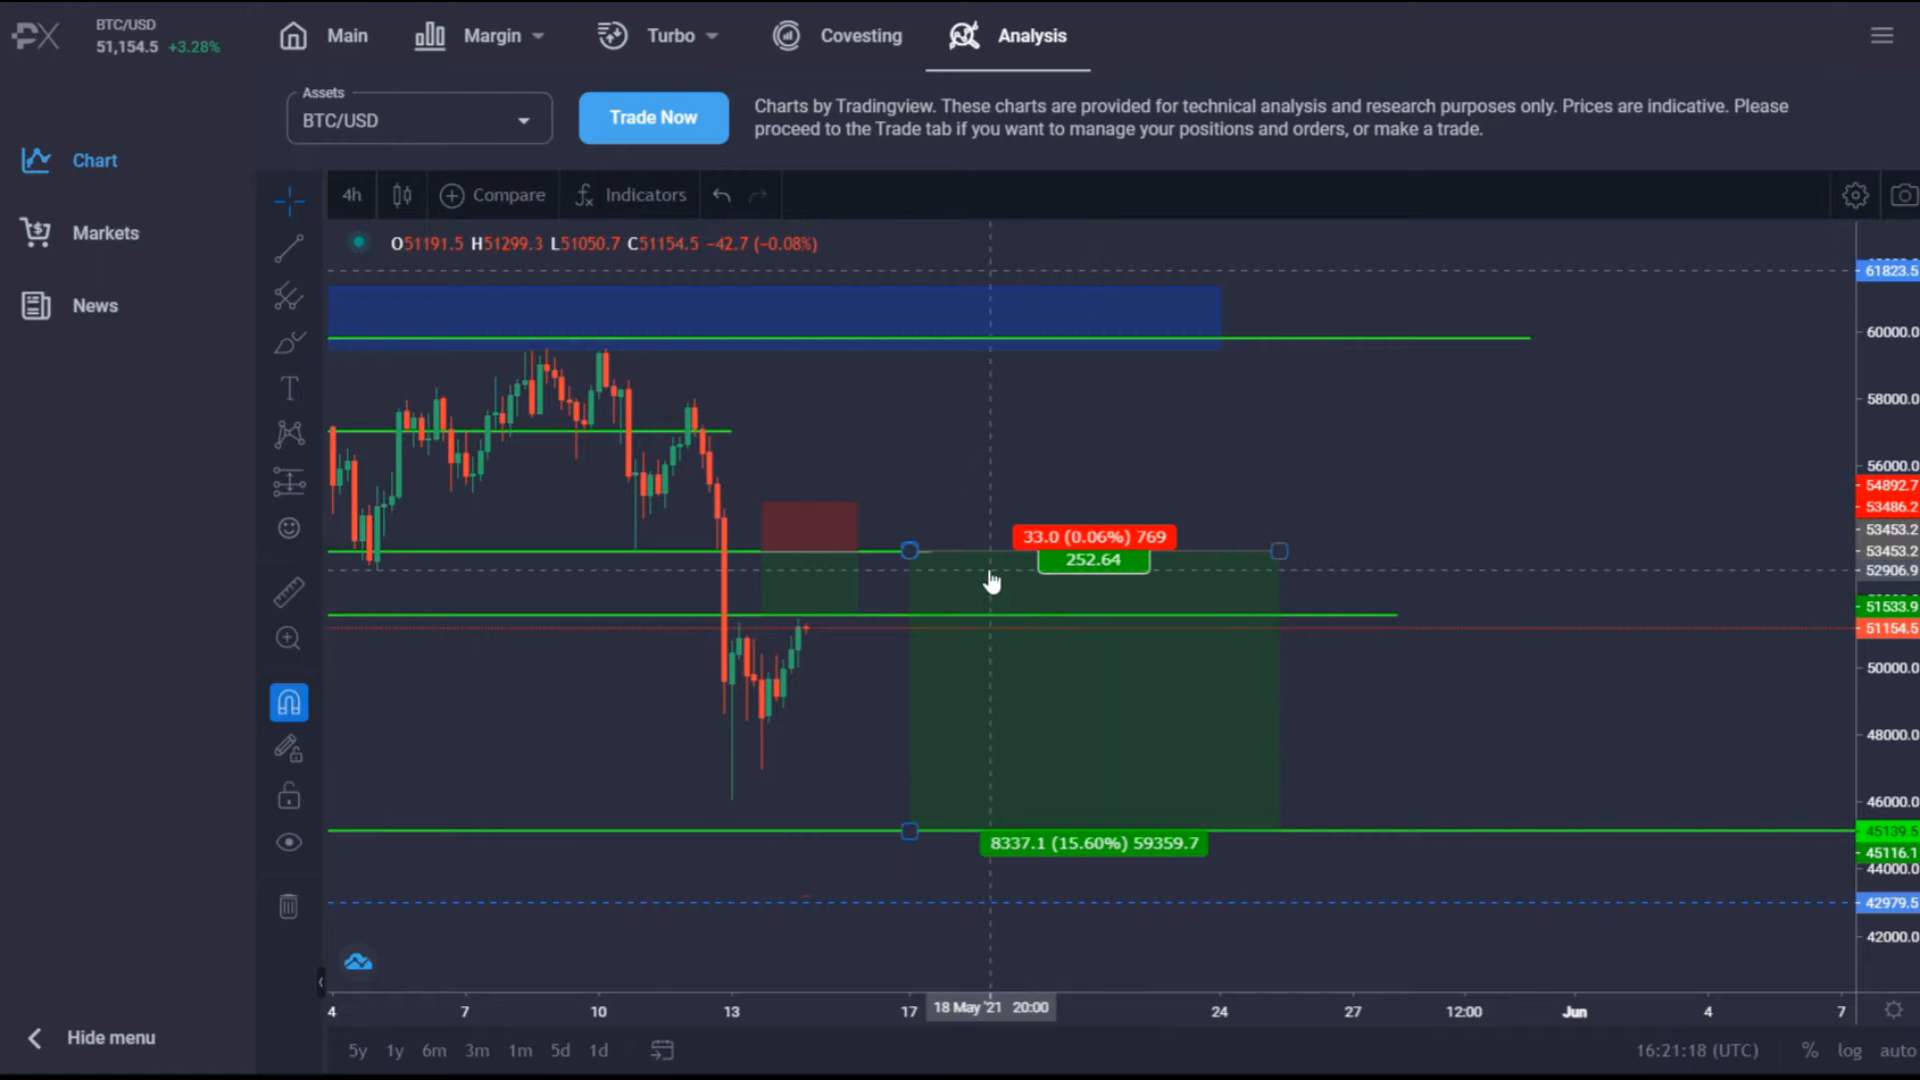 PX
BTC/USD
51,154.5 +3.28%
Main
Margin
Turbo
Covesting
Analysis
Assets
BTC/USD
Trade Now
Charts by Tradingview. These charts are provided for technical analysis and research purposes only. Prices are indicative. Please
proceed to the Trade tab if you want to manage your positions and orders, or make a trade.
Chart
Markets
News
4h
Compare
Indicators
O51191.5 H51299.3 L51050.7 C51154.5 −42.7 (−0.08%)
61823.5
60000.0
58000.0
56000.0
54892.7
53486.2
53453.2
53453.2
52906.9
51533.9
51154.5
50000.0
48000.0
46000.0
45139.5
45116.1
44000.0
42979.5
42000.0
33.0 (0.06%) 769
252.64
8337.1 (15.60%) 59359.7
4
7
10
13
17
18 May '21 20:00
24
27
12:00
Jun
4
7
Hide menu
5y
1y
6m
3m
1m
5d
1d
16:21:18 (UTC)
%
log
auto